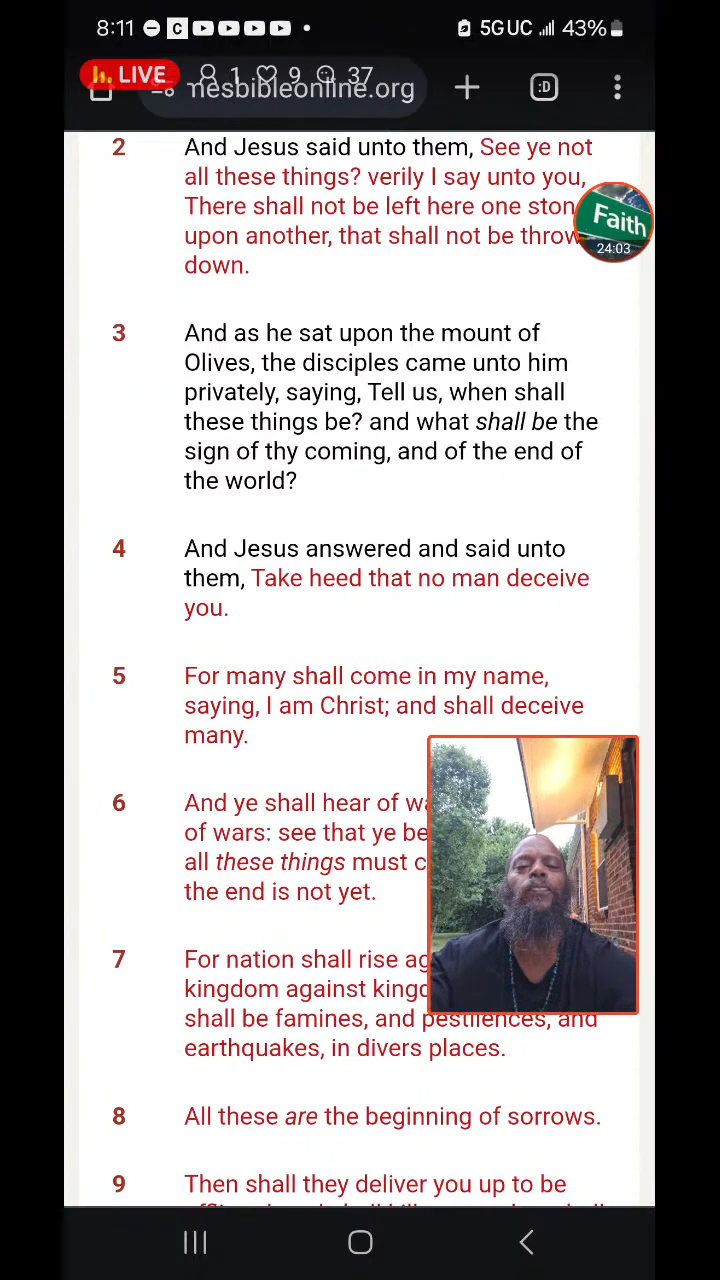 8:11
5GUC 43%
LIVE 1 9 37
nesbibleonline.org
:D
2 And Jesus said unto them, See ye not
all these things? verily I say unto you,
There shall not be left here one ston
upon another, that shall not be throw
down.
Faith
24:03
3 And as he sat upon the mount of
Olives, the disciples came unto him
privately, saying, Tell us, when shall
these things be? and what shall be the
sign of thy coming, and of the end of
the world?
4 And Jesus answered and said unto
them, Take heed that no man deceive
you.
5 For many shall come in my name,
saying, I am Christ; and shall deceive
many.
6 And ye shall hear of wa
of wars: see that ye be
all these things must c
the end is not yet.
7 For nation shall rise ag
kingdom against kingd
shall be famines, and pestilences, and
earthquakes, in divers places.
8 All these are the beginning of sorrows.
9 Then shall they deliver you up to be